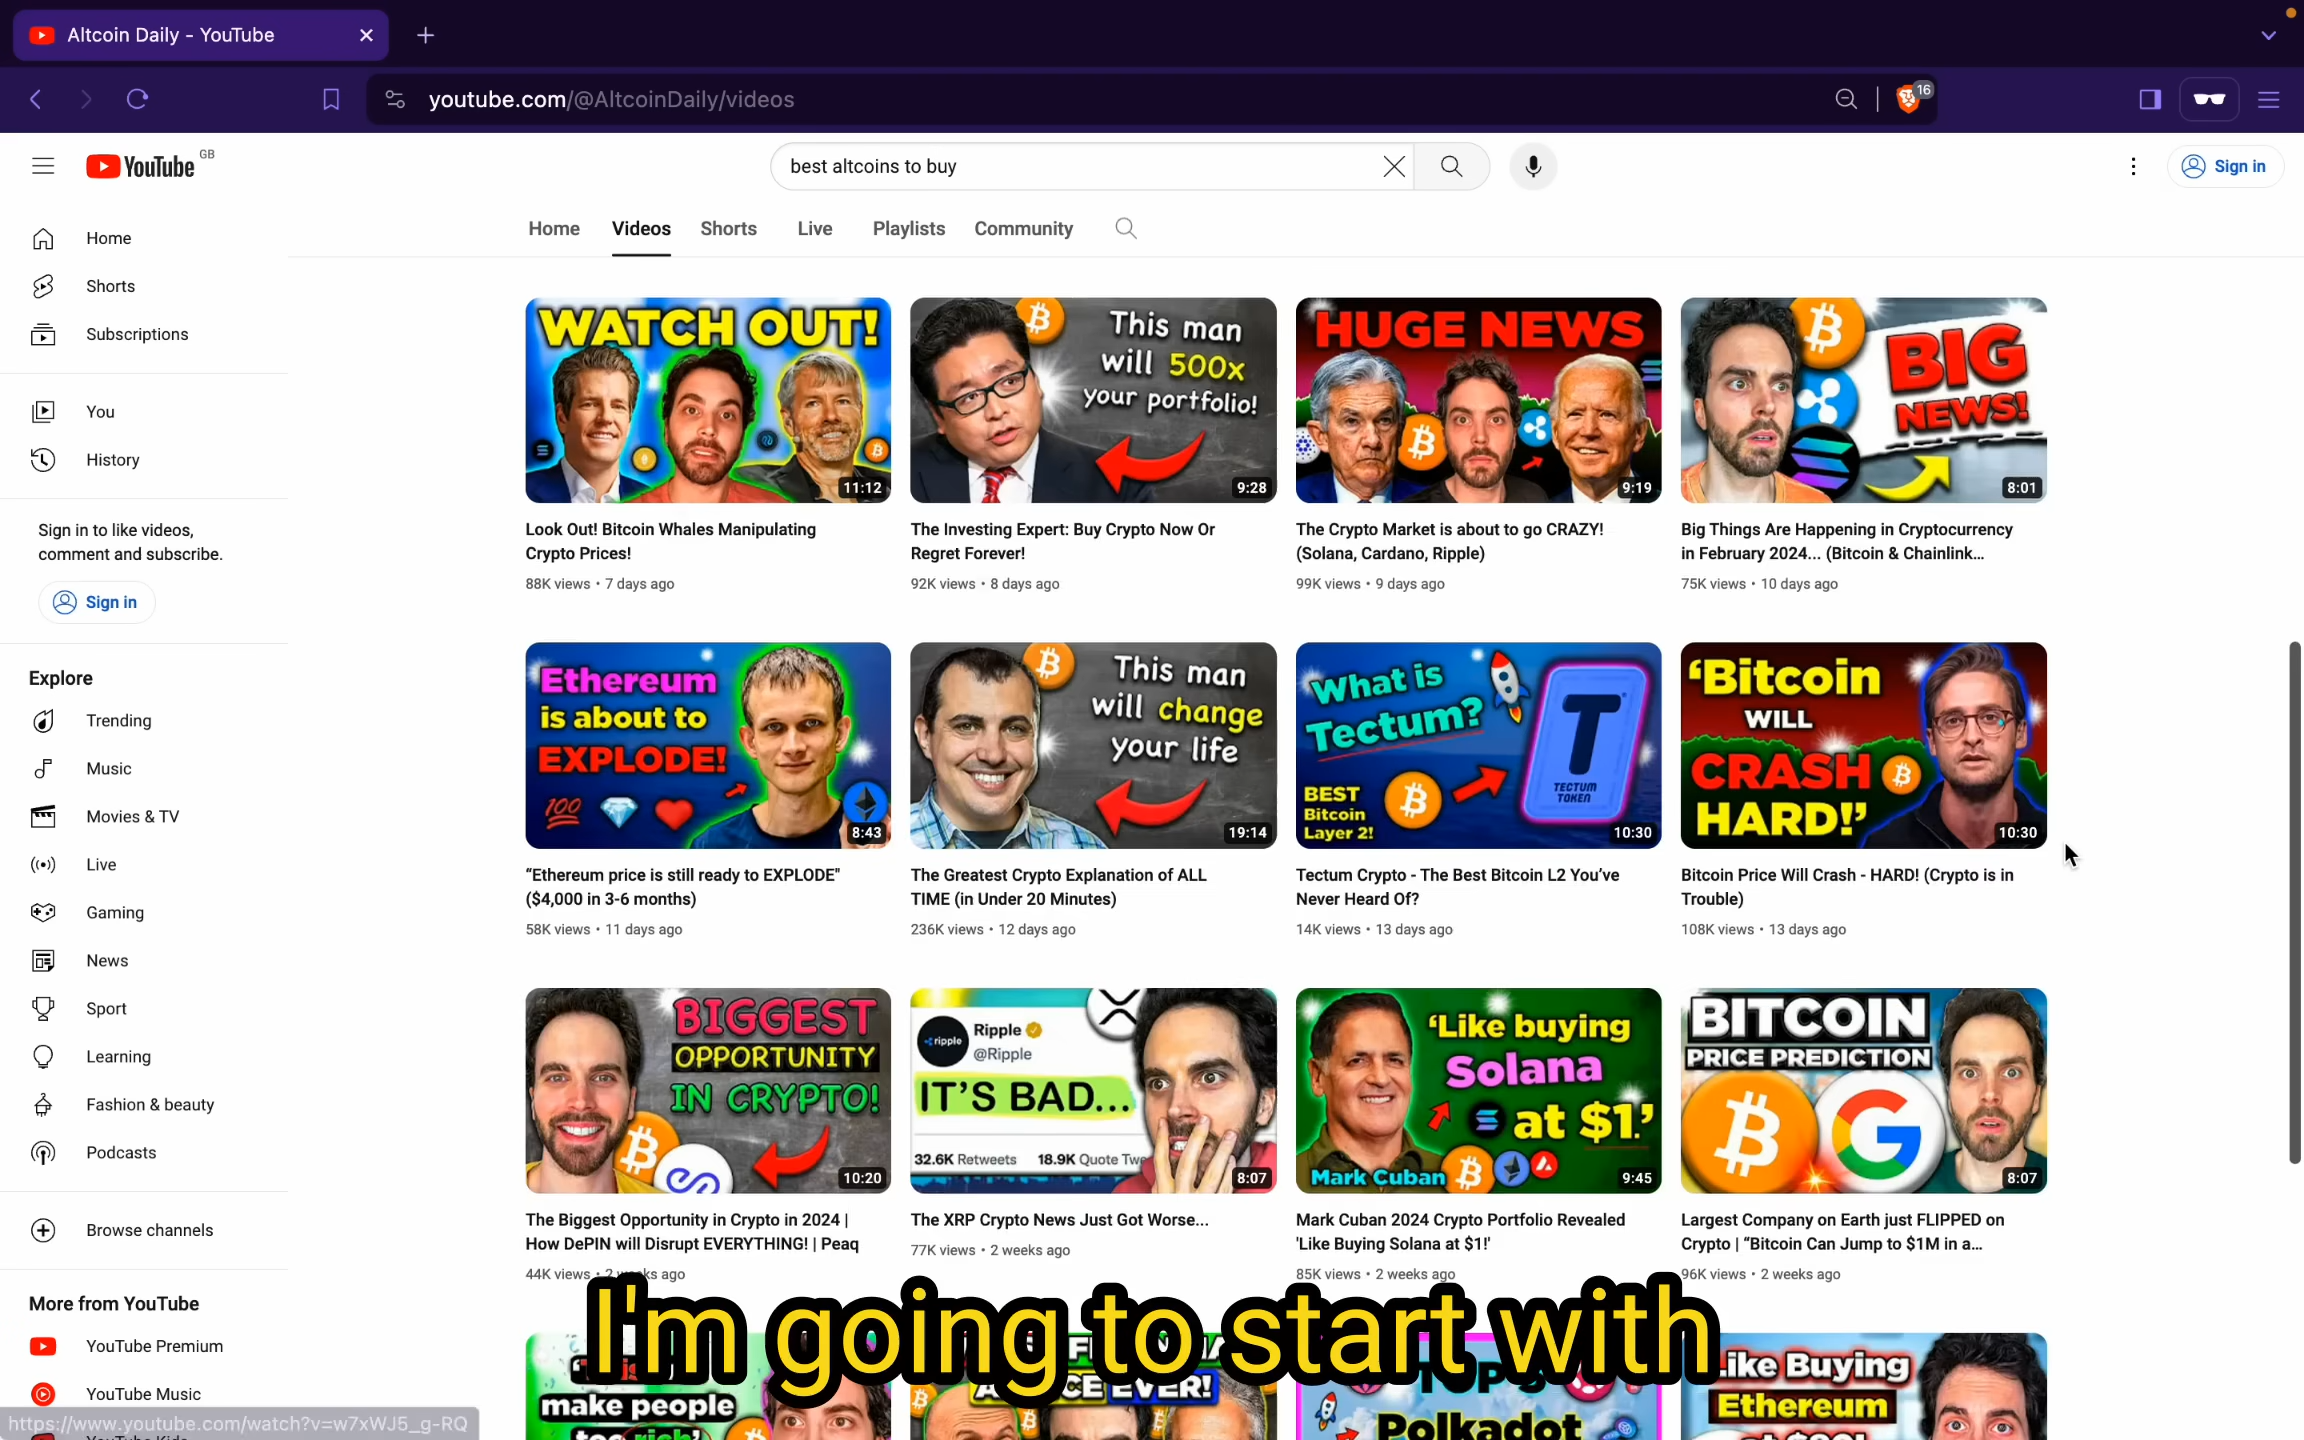 Altcoin Daily - YouTube
youtube.com/@AltcoinDaily/videos
16
YouTube GB
best altcoins to buy
Sign in
Home
Videos
Shorts
Live
Playlists
Community
Home
Shorts
Subscriptions
You
History
Sign in to like videos,
comment and subscribe.
Sign in
Explore
Trending
Music
Movies & TV
Live
Gaming
News
Sport
Learning
Fashion & beauty
Podcasts
Browse channels
More from YouTube
YouTube Premium
YouTube Music
https://www.youtube.com/watch?v=w7xWJ5_g-RQ
WATCH OUT!
11:12
Look Out! Bitcoin Whales Manipulating
Crypto Prices!
88K views • 7 days ago
This man
will 500x
your portfolio!
9:28
The Investing Expert: Buy Crypto Now Or
Regret Forever!
92K views • 8 days ago
HUGE NEWS
9:19
The Crypto Market is about to go CRAZY!
(Solana, Cardano, Ripple)
99K views • 9 days ago
BIG
NEWS!
8:01
Big Things Are Happening in Cryptocurrency
in February 2024... (Bitcoin & Chainlink...
75K views • 10 days ago
Ethereum
is about to
EXPLODE!
100
8:43
“Ethereum price is still ready to EXPLODE"
($4,000 in 3-6 months)
58K views • 11 days ago
This man
will change
your life
19:14
The Greatest Crypto Explanation of ALL
TIME (in Under 20 Minutes)
236K views • 12 days ago
What is
Tectum?
T
TECTUM
TOKEN
BEST
Bitcoin
Layer 2!
10:30
Tectum Crypto - The Best Bitcoin L2 You’ve
Never Heard Of?
14K views • 13 days ago
‘Bitcoin
WILL
CRASH
HARD!’
10:30
Bitcoin Price Will Crash - HARD! (Crypto is in
Trouble)
108K views • 13 days ago
BIGGEST
OPPORTUNITY
IN CRYPTO!
10:20
The Biggest Opportunity in Crypto in 2024 |
How DePIN will Disrupt EVERYTHING! | Peaq
44K views • 2 weeks ago
ripple
Ripple
@Ripple
IT’S BAD...
32.6K Retweets 18.9K Quote Twe
8:07
The XRP Crypto News Just Got Worse...
77K views • 2 weeks ago
‘Like buying
Solana
at $1.’
Mark Cuban
9:45
Mark Cuban 2024 Crypto Portfolio Revealed
'Like Buying Solana at $1!'
85K views • 2 weeks ago
BITCOIN
PRICE PREDICTION
8:07
Largest Company on Earth just FLIPPED on
Crypto | “Bitcoin Can Jump to $1M in a...
96K views • 2 weeks ago
I'm going to start with
make people
EVER!
Polkadot
ike Buying
Ethereum